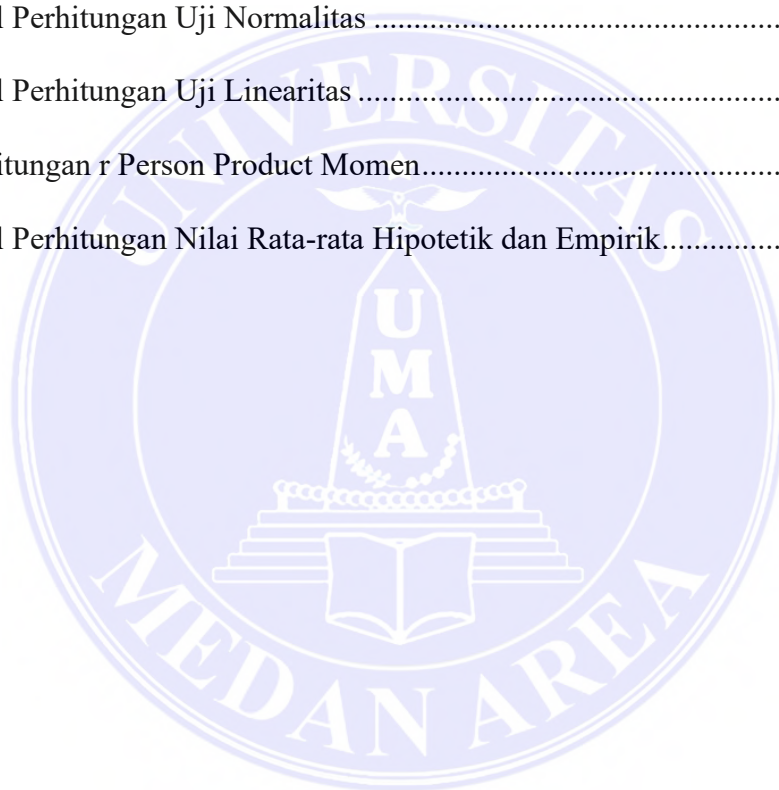 l Perhitungan Uji Normalitas ....................................................
l Perhitungan Uji Linearitas ......................................................
itungan r Person Product Momen.............................................
l Perhitungan Nilai Rata-rata Hipotetik dan Empirik...............
UNIVERSITAS
U
M
A
MEDAN AREA